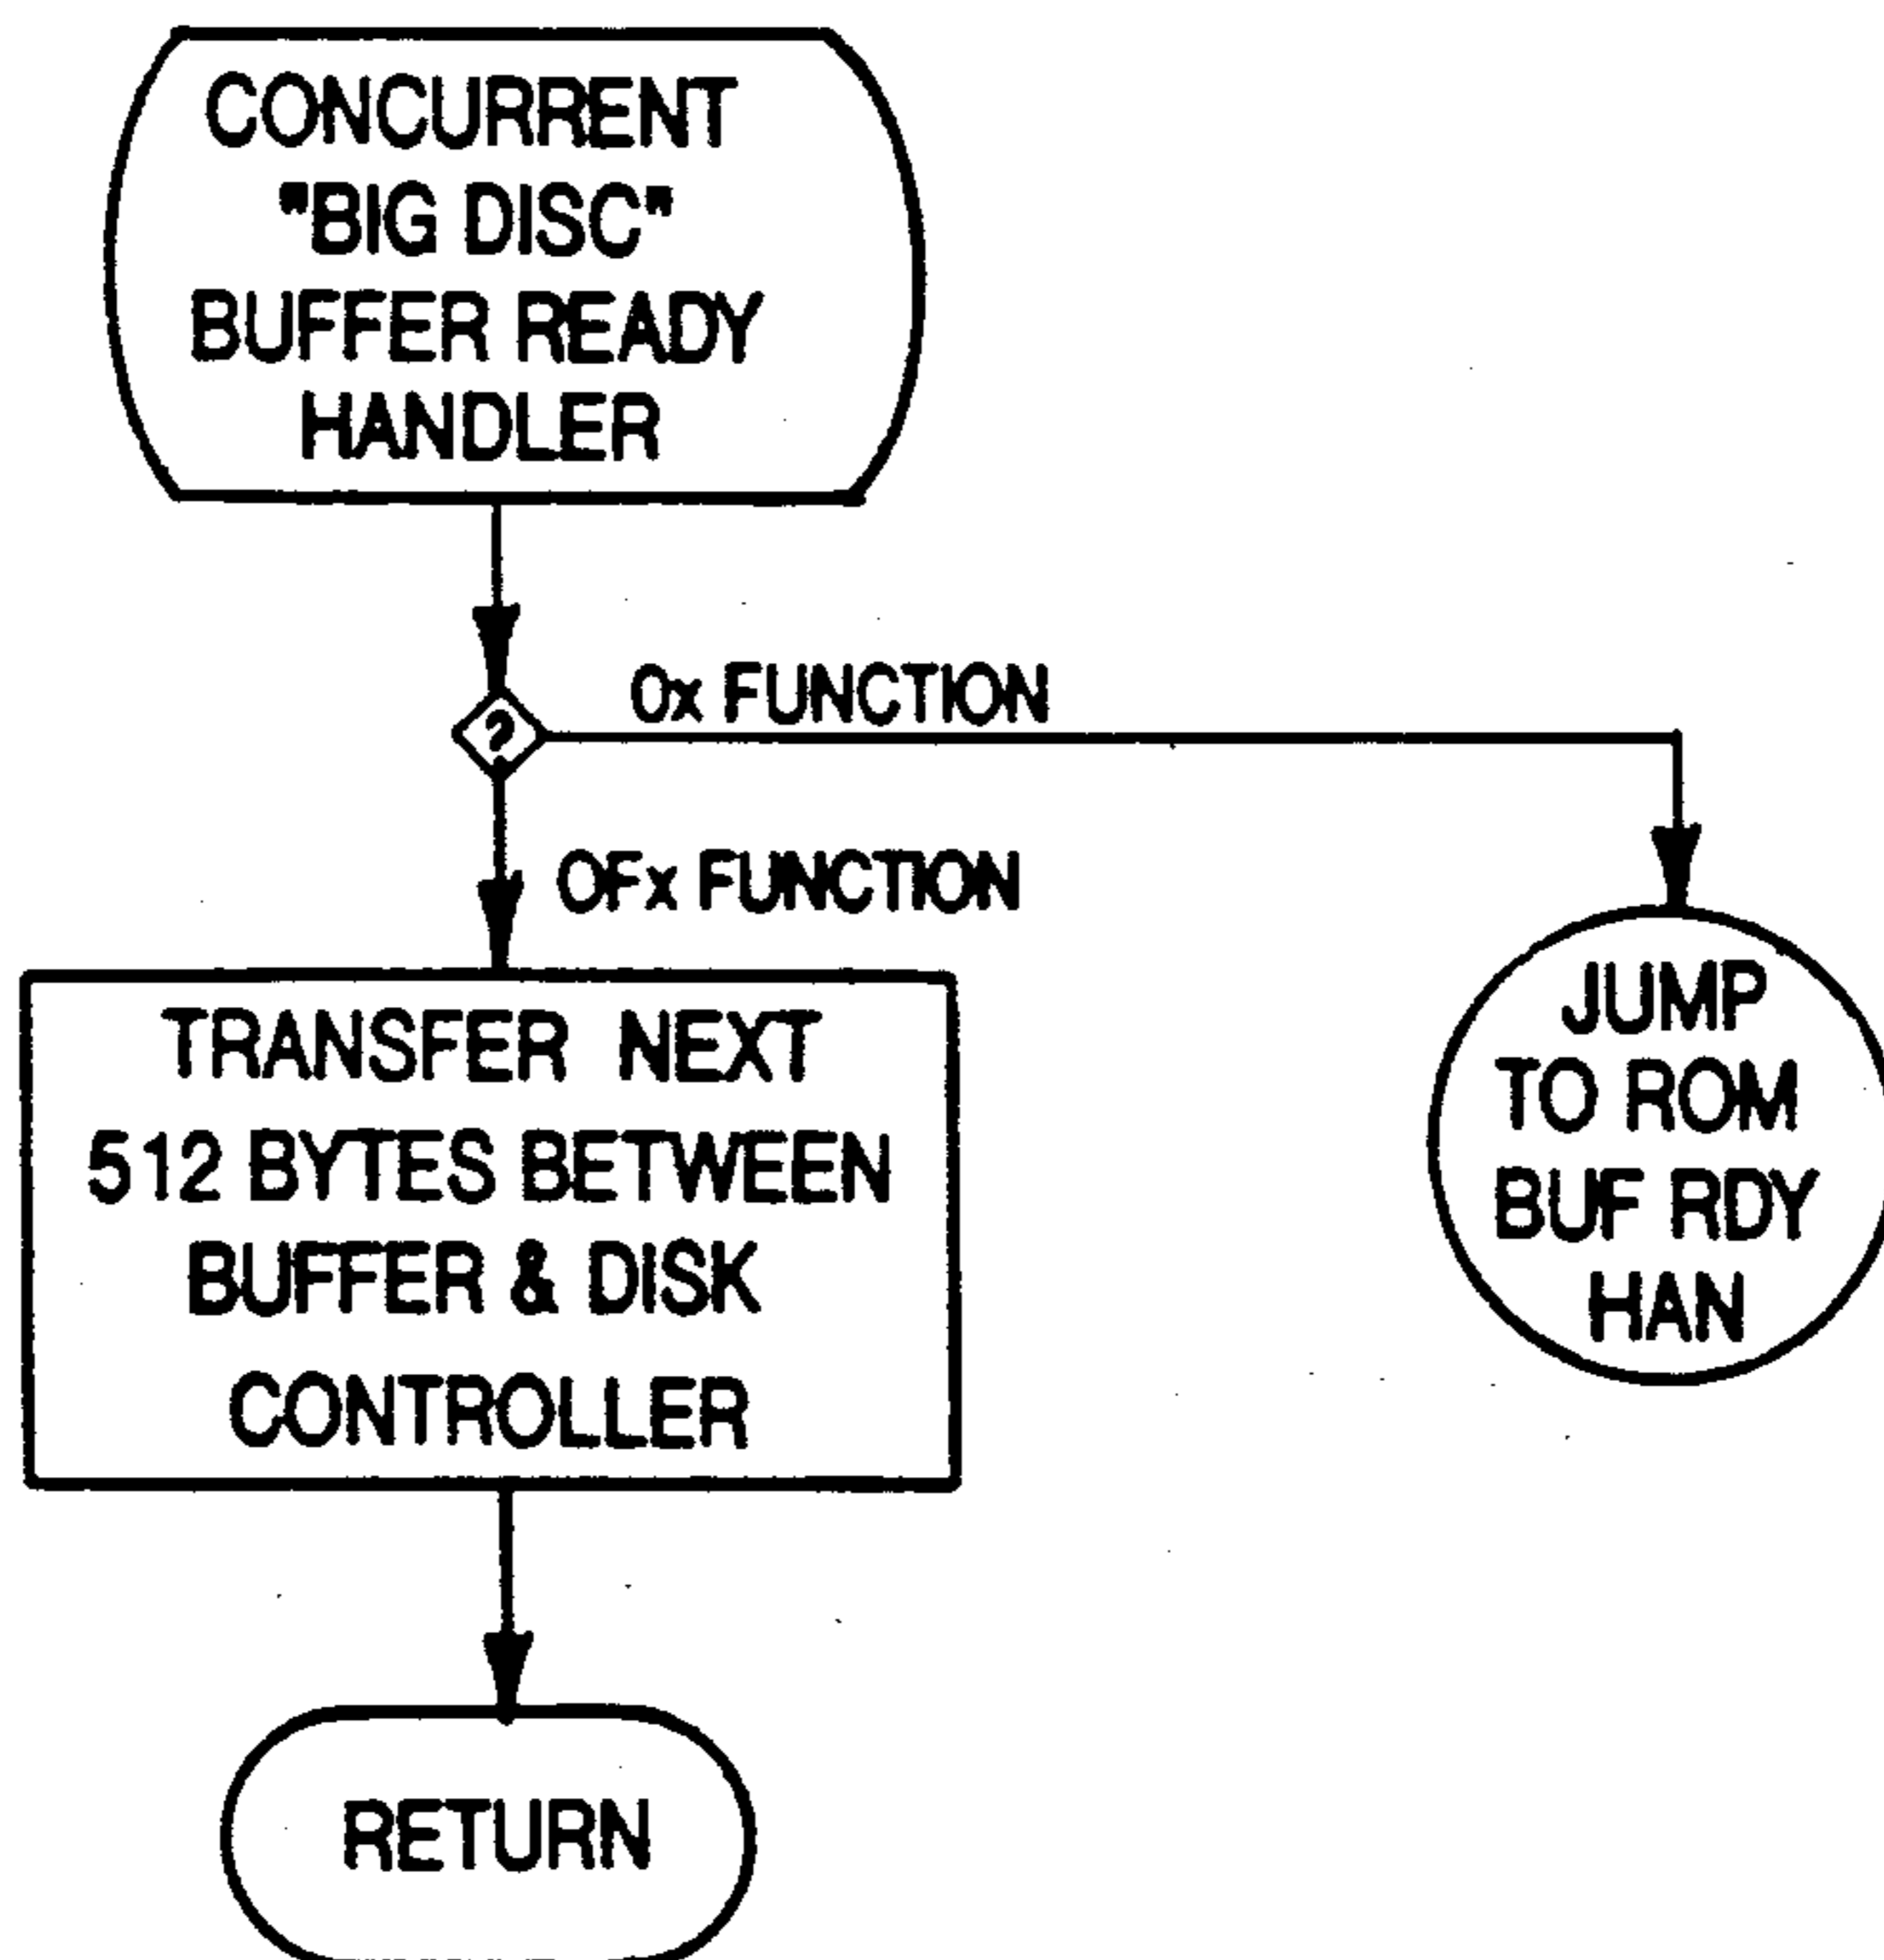 CONCURRENT
"BIG DISC"
BUFFER READY
HANDLER
?
0x FUNCTION
OFx FUNCTION
TRANSFER NEXT
512 BYTES BETWEEN
BUFFER & DISK
CONTROLLER
JUMP
TO ROM
BUF RDY
HAN
RETURN